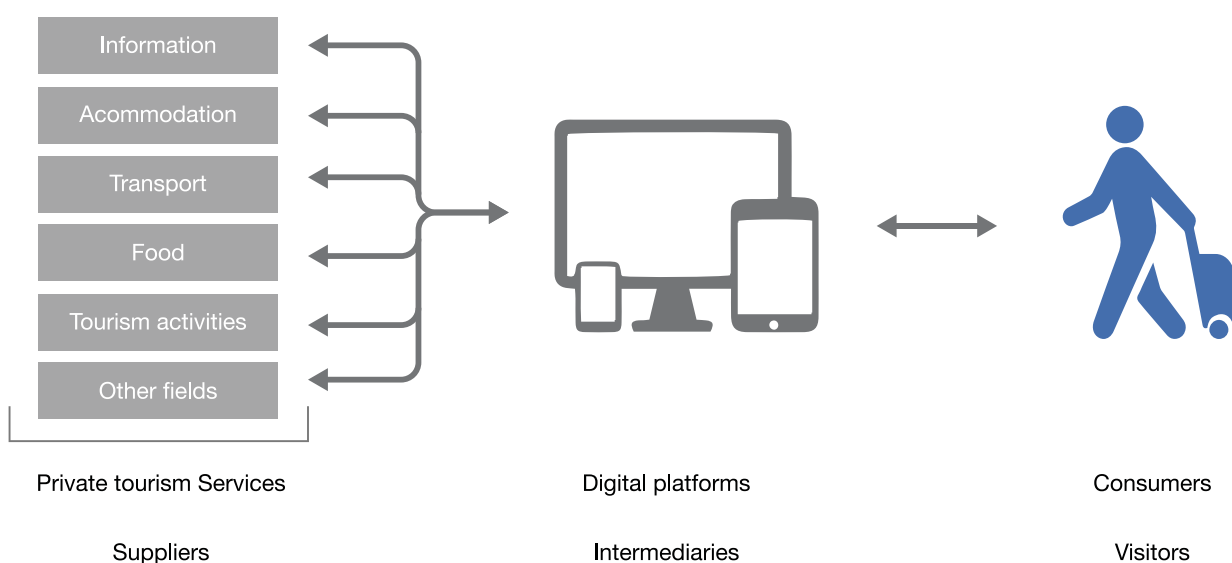 Information
Acommodation
Transport
Food
Tourism activities
Other fields
Private tourism Services
Digital platforms
Consumers
Suppliers
Intermediaries
Visitors